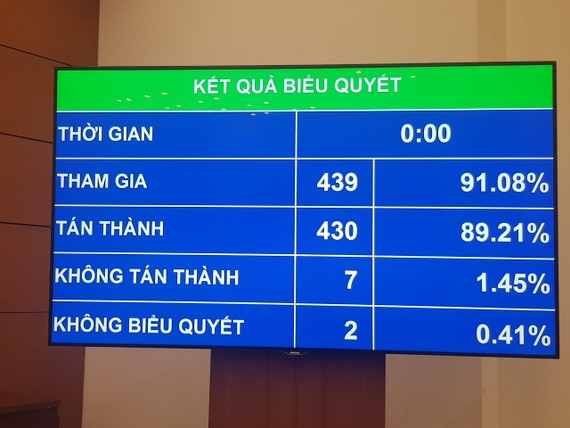 KẾT QUẢ BIỂU QUYẾT
THỜI GIAN 0:00
THAM GIA 439 91.08%
TÁN THÀNH 430 89.21%
KHÔNG TÁN THÀNH 7 1.45%
KHÔNG BIỂU QUYẾT 2 0.41%